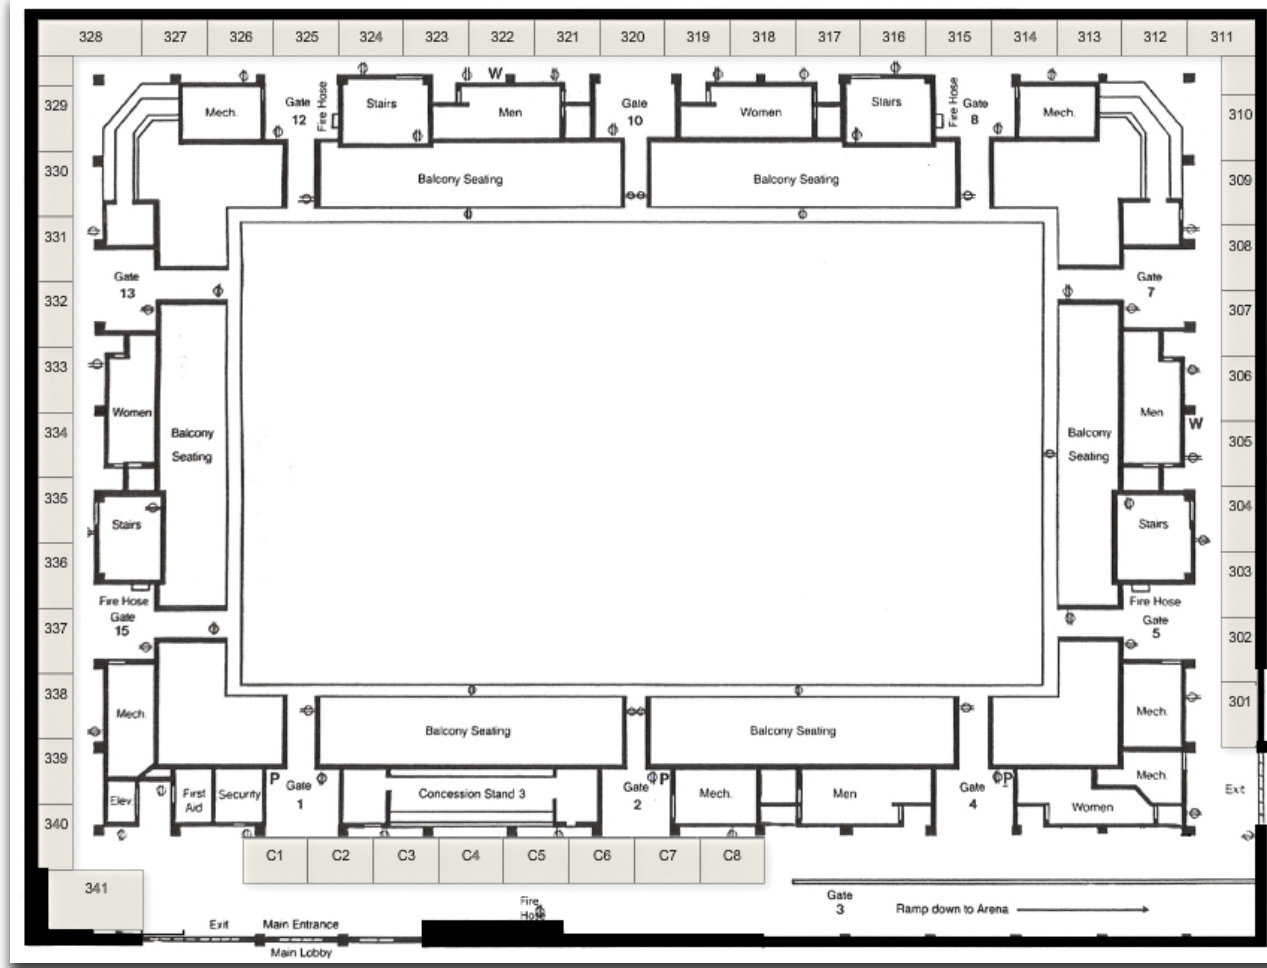 328 327 326 325 324 323 322 321 320 319 318 317 316 315 314 313 312 311
W
329
Mech.
Gate
12
Fire Hose
Stairs
Men
Gate
10
Women
Stairs
Fire Hose
Gate
8
Mech.
310
330
Balcony Seating
Balcony Seating
309
331
308
Gate
13
Gate
7
332
307
333
306
Women
Men
W
334
Balcony
Seating
Balcony
Seating
305
335
304
Stairs
Stairs
336
303
Fire Hose
Gate
15
Fire Hose
Gate
5
337
302
338
Mech.
Balcony Seating
Balcony Seating
Mech.
301
339
P
Gate
1
Gate
2
P
Gate
4
P
Mech.
Exit
Elev.
First
Aid
Security
Concession Stand 3
Mech.
Men
Women
340
C1 C2 C3 C4 C5 C6 C7 C8
341
Fire
Hose
Gate
3
Ramp down to Arena
Exit
Main Entrance
Main Lobby